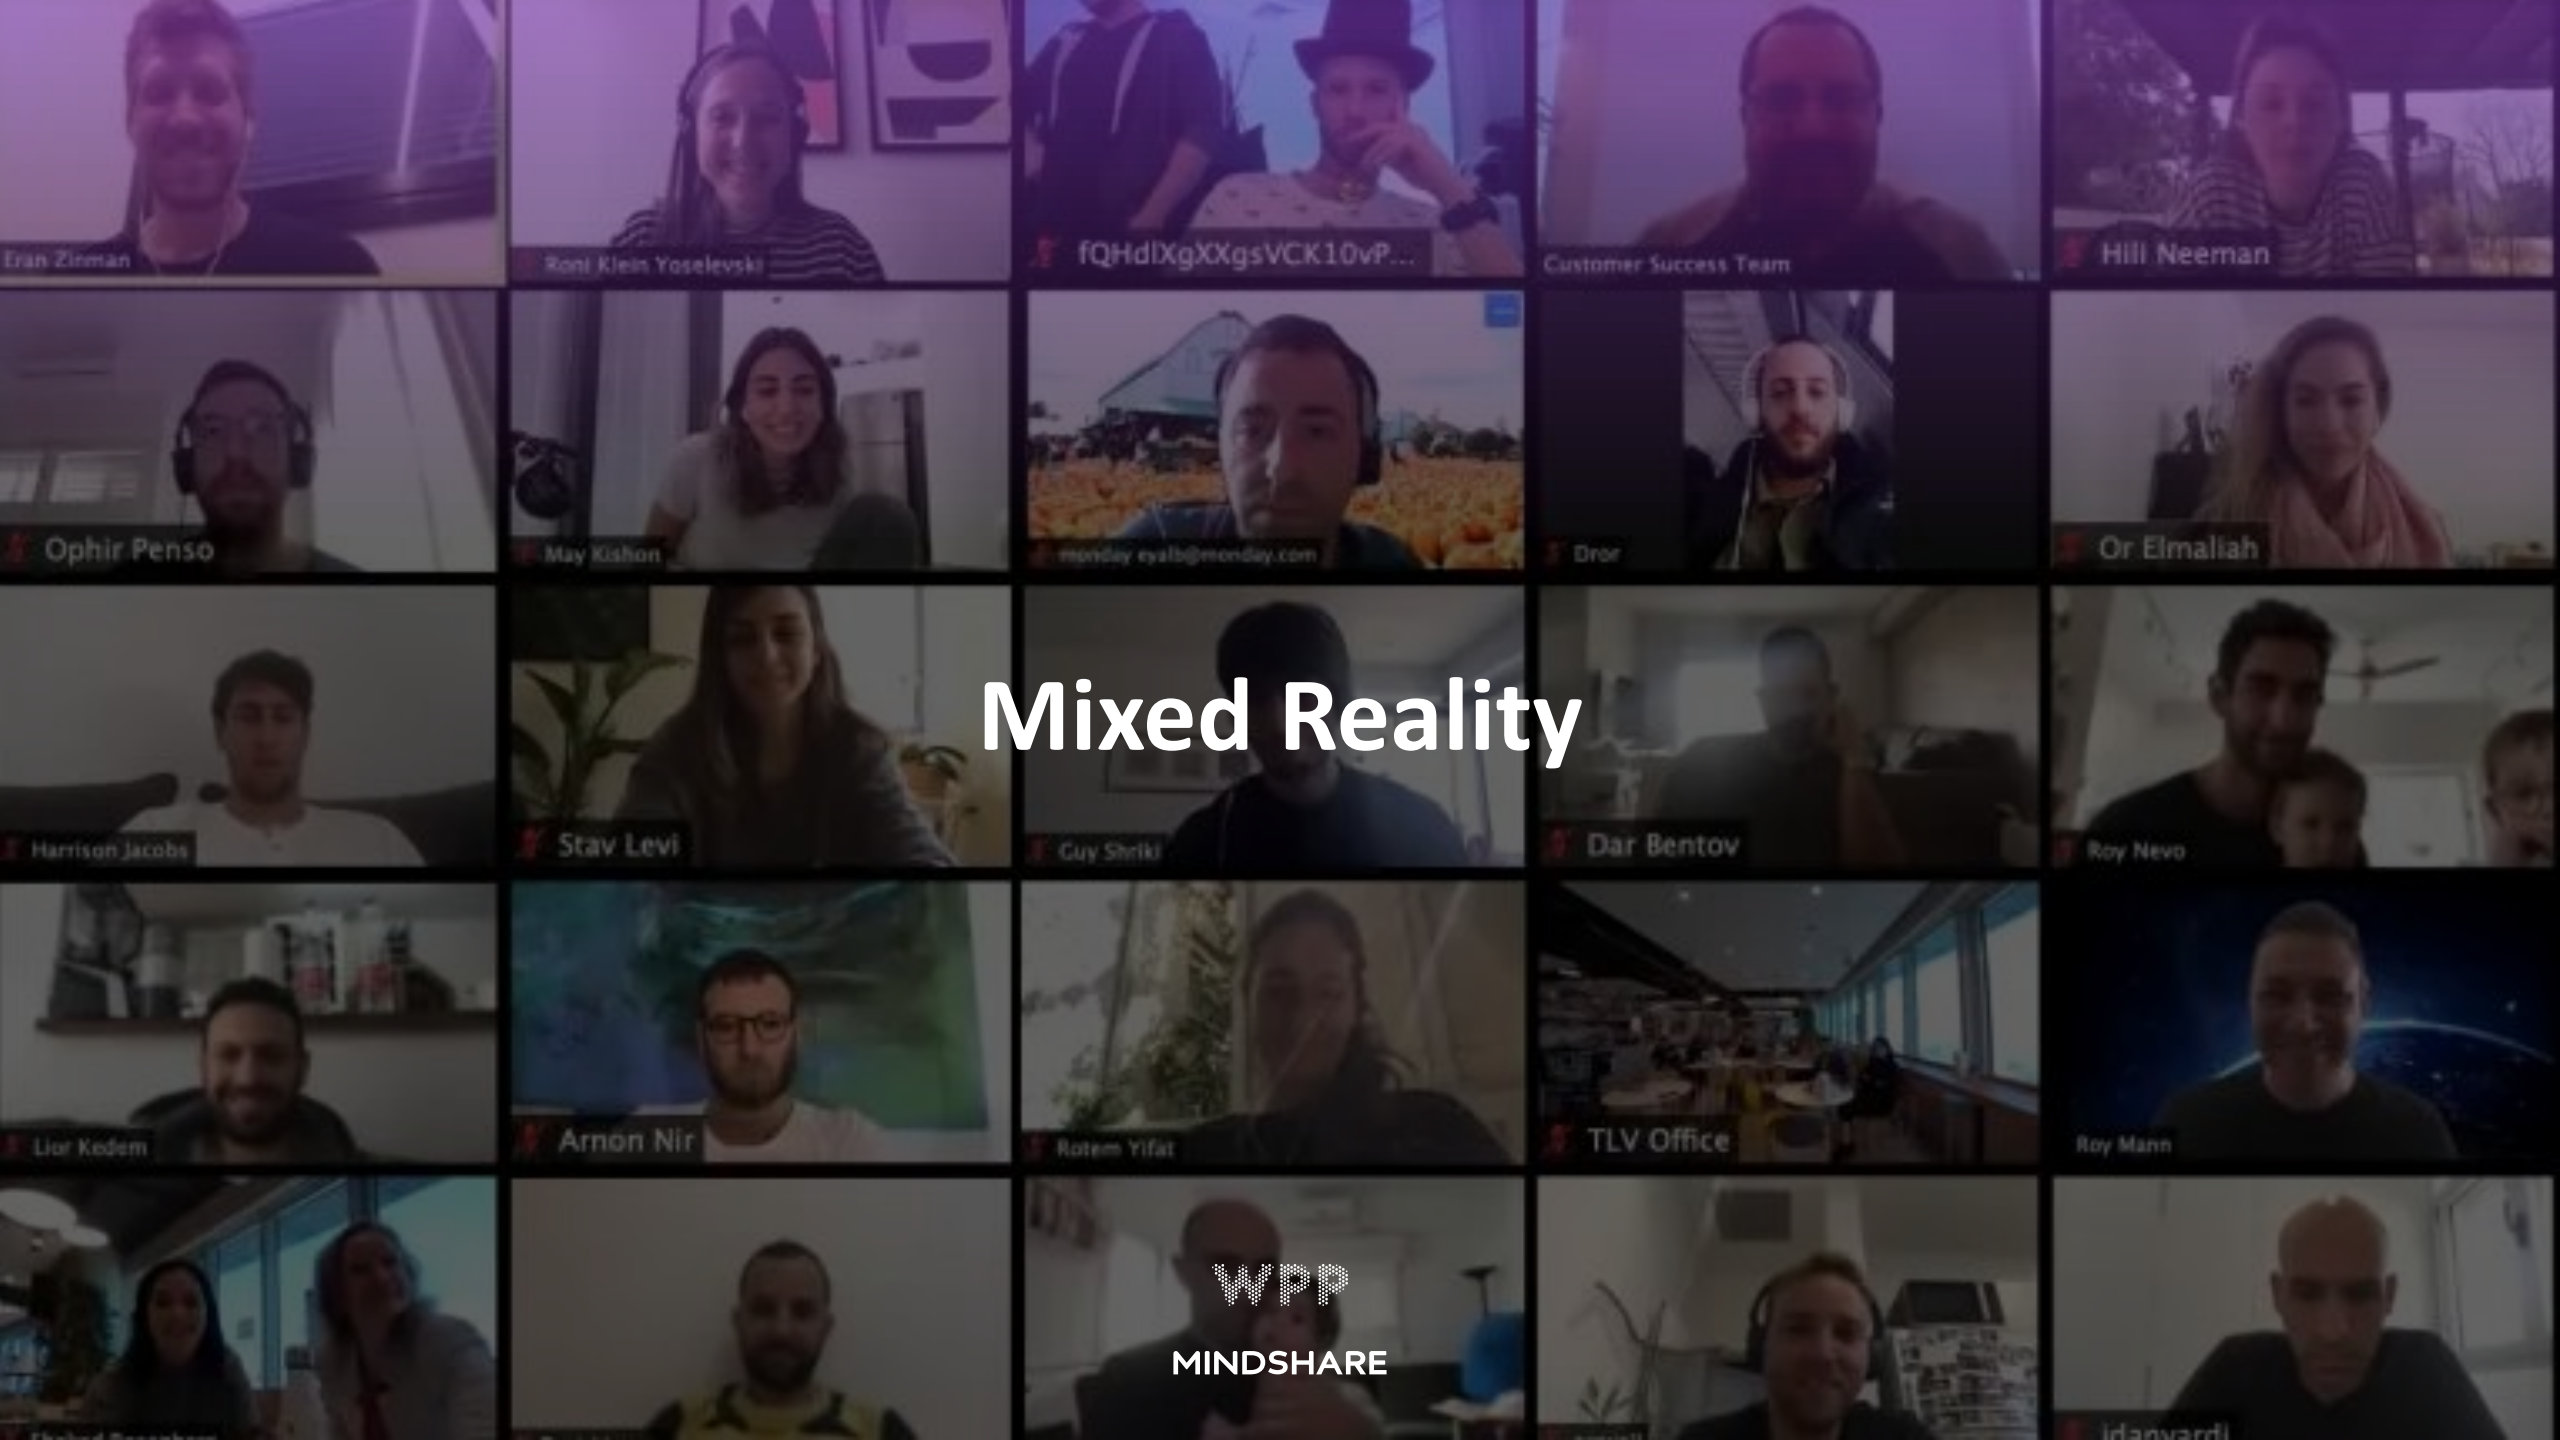 Eran Zinman
Roni Klein Yoselevski
fQHdlXgXXgsVCK10vP...
Customer Success Team
Hili Neeman
Ophir Penso
May Kishon
monday eyalb@monday.com
Dror
Or Elmaliah
Mixed Reality
Harrison Jacobs
Stav Levi
Guy Shriki
Dar Bentov
Roy Nevo
Lior Kedem
Arnon Nir
Rotem Yifat
TLV Office
Roy Mann
WPP
MINDSHARE
idanvardi